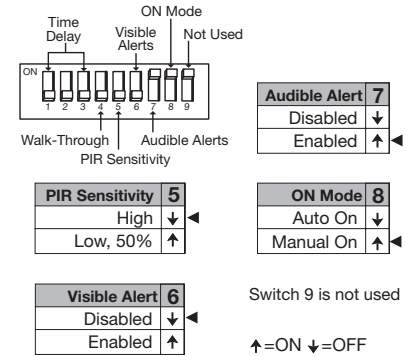 ON Mode
Time Delay
Visible Alerts
Not Used
ON
1 2 3 4 5 6 7 8 9
Walk-Through
Audible Alerts
PIR Sensitivity
Audible Alert 7
Disabled ↓
Enabled ↑ ◄
PIR Sensitivity 5
High ↓ ◄
Low, 50% ↑
ON Mode 8
Auto On ↓
Manual On ↑ ◄
Visible Alert 6
Disabled ↓ ◄
Enabled ↑
Switch 9 is not used
↑=ON ↓=OFF